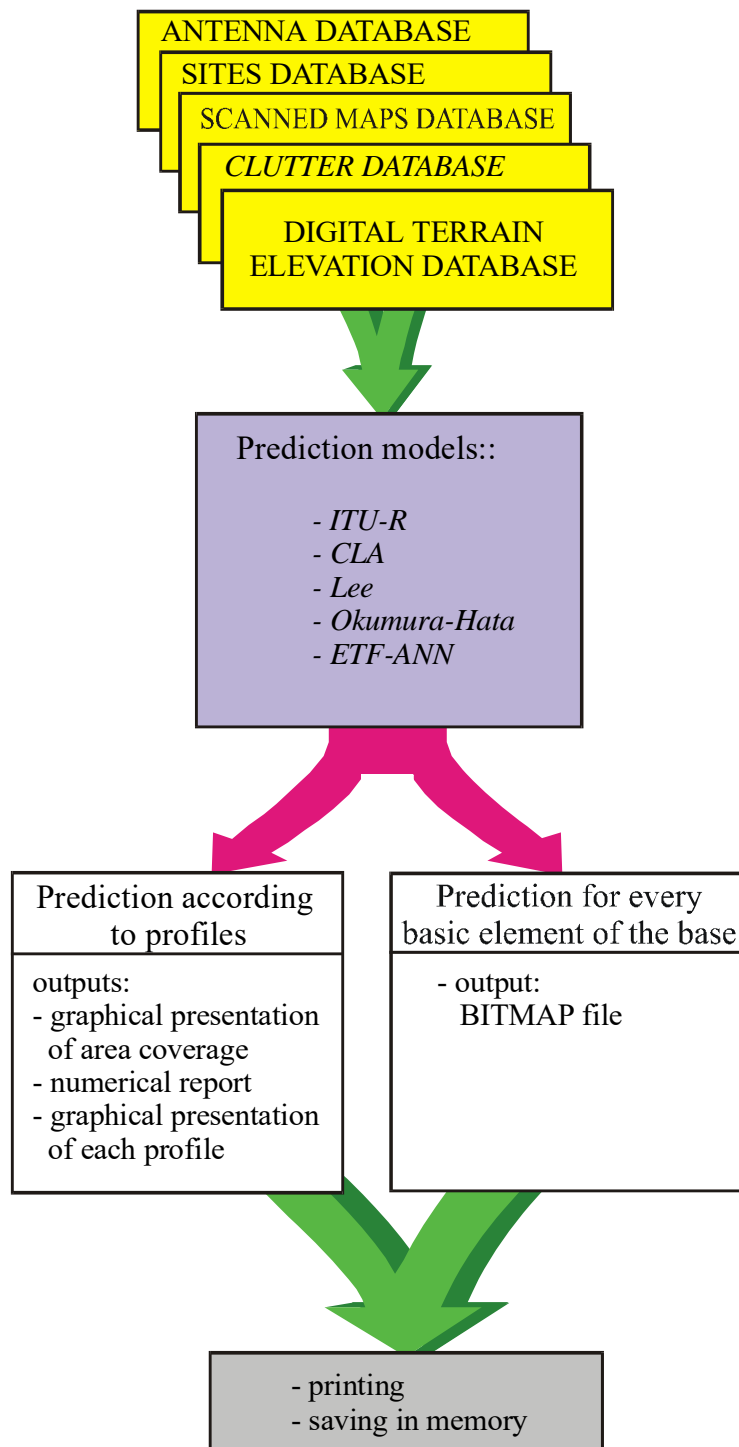 ANTENNA DATABASE
SITES DATABASE
SCANNED MAPS DATABASE
CLUTTER DATABASE
DIGITAL TERRAIN
ELEVATION DATABASE
Prediction models::
- ITU-R
- CLA
- Lee
- Okumura-Hata
- ETF-ANN
Prediction according
to profiles
outputs:
- graphical presentation
of area coverage
- numerical report
- graphical presentation
of each profile
Prediction for every
basic element of the base
- output:
BITMAP file
- printing
- saving in memory